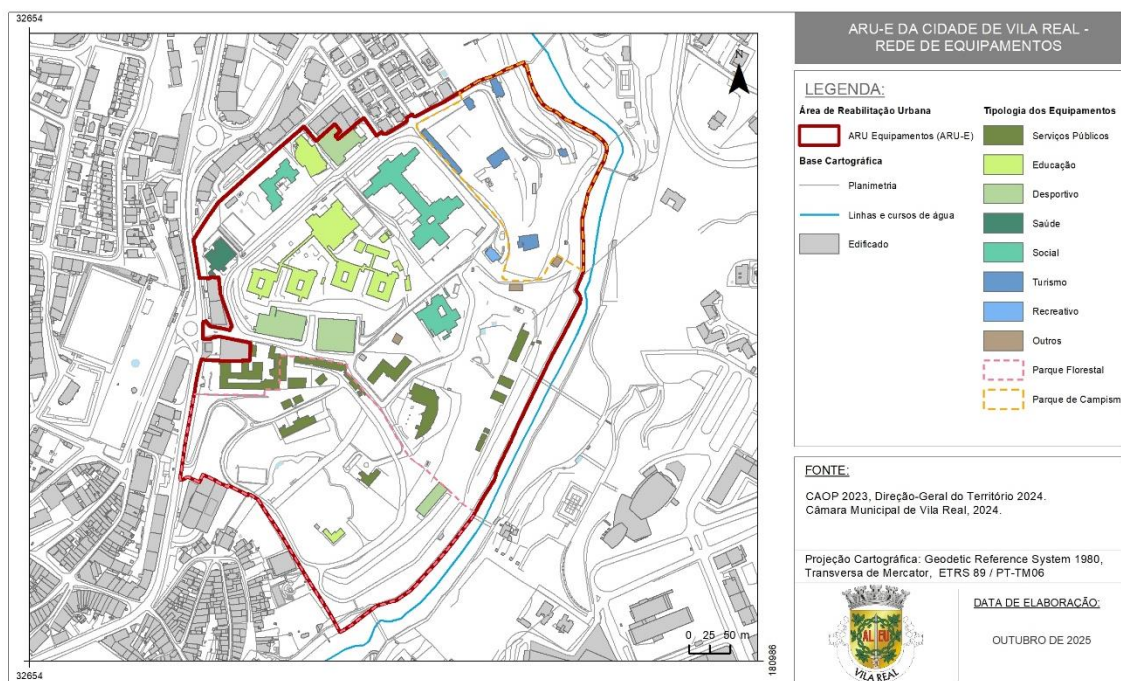 32654
ARU-E DA CIDADE DE VILA REAL -
REDE DE EQUIPAMENTOS
N
LEGENDA:
Área de Reabilitação Urbana
ARU Equipamentos (ARU-E)
Base Cartográfica
Planimetria
Linhas e cursos de água
Edificado
Tipologia dos Equipamentos
Serviços Públicos
Educação
Desportivo
Saúde
Social
Turismo
Recreativo
Outros
Parque Florestal
Parque de Campism
FONTE:
CAOP 2023, Direção-Geral do Território 2024.
Câmara Municipal de Vila Real, 2024.
Projeção Cartográfica: Geodetic Reference System 1980,
Transversa de Mercator, ETRS 89 / PT-TM06
ALEU
VILA REAL
DATA DE ELABORAÇÃO:
OUTUBRO DE 2025
0 25 50 m
180986
32654